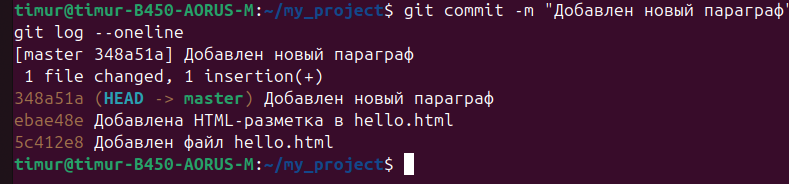 timur@timur-B450-AORUS-M:~/my_project$ git commit -m "Добавлен новый параграф"
git log --oneline
[master 348a51a] Добавлен новый параграф
 1 file changed, 1 insertion(+)
348a51a (HEAD -> master) Добавлен новый параграф
ebae48e Добавлена HTML-разметка в hello.html
5c412e8 Добавлен файл hello.html
timur@timur-B450-AORUS-M:~/my_project$